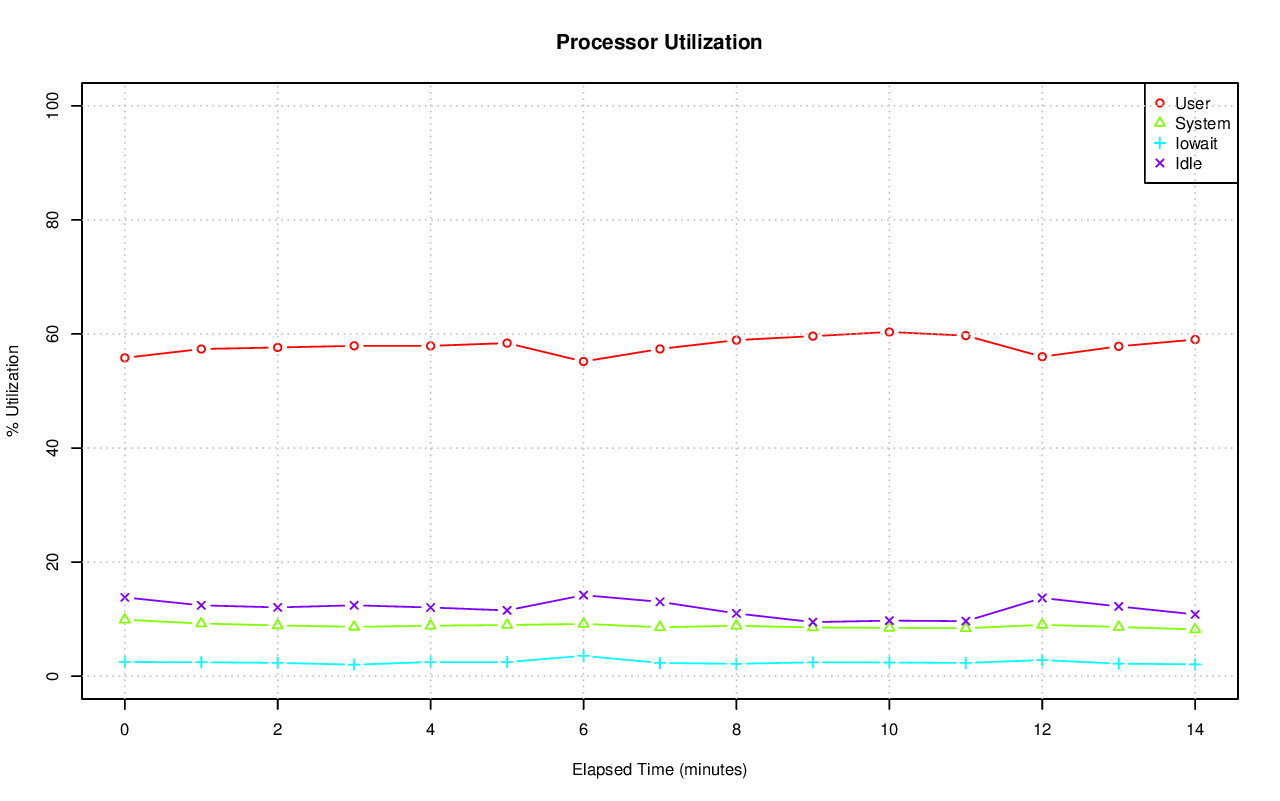 Processor Utilization
User
System
Iowait
Idle
% Utilization
100
80
60
40
20
0
0 2 4 6 8 10 12 14
Elapsed Time (minutes)